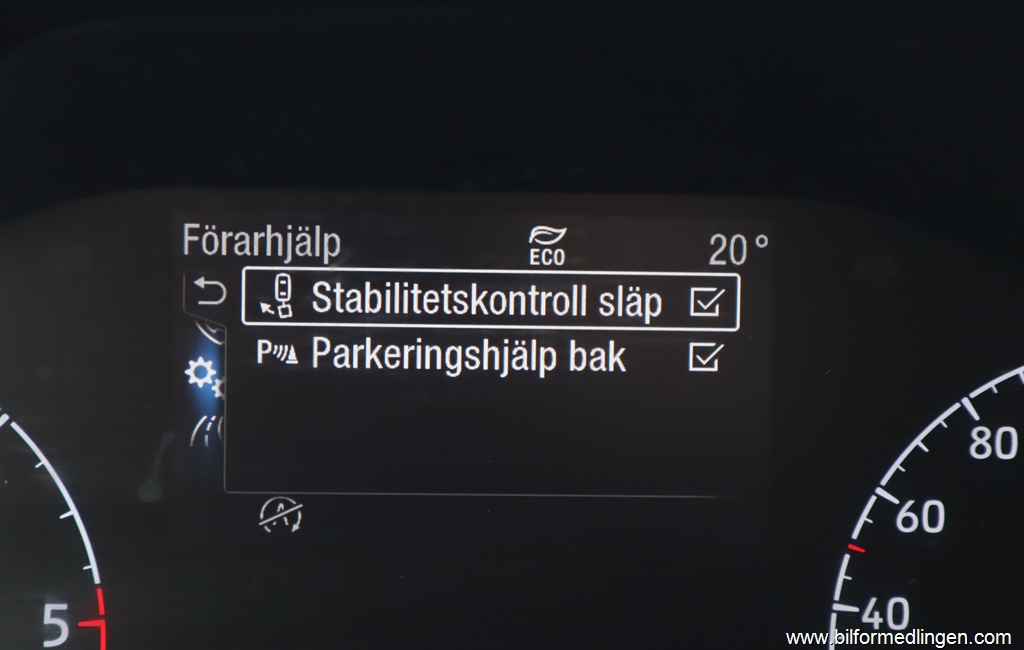 Förarhjälp
ECO
20°
Stabilitetskontroll släp
P Parkeringshjälp bak
A
80
60
40
5
www.bilformedlingen.com